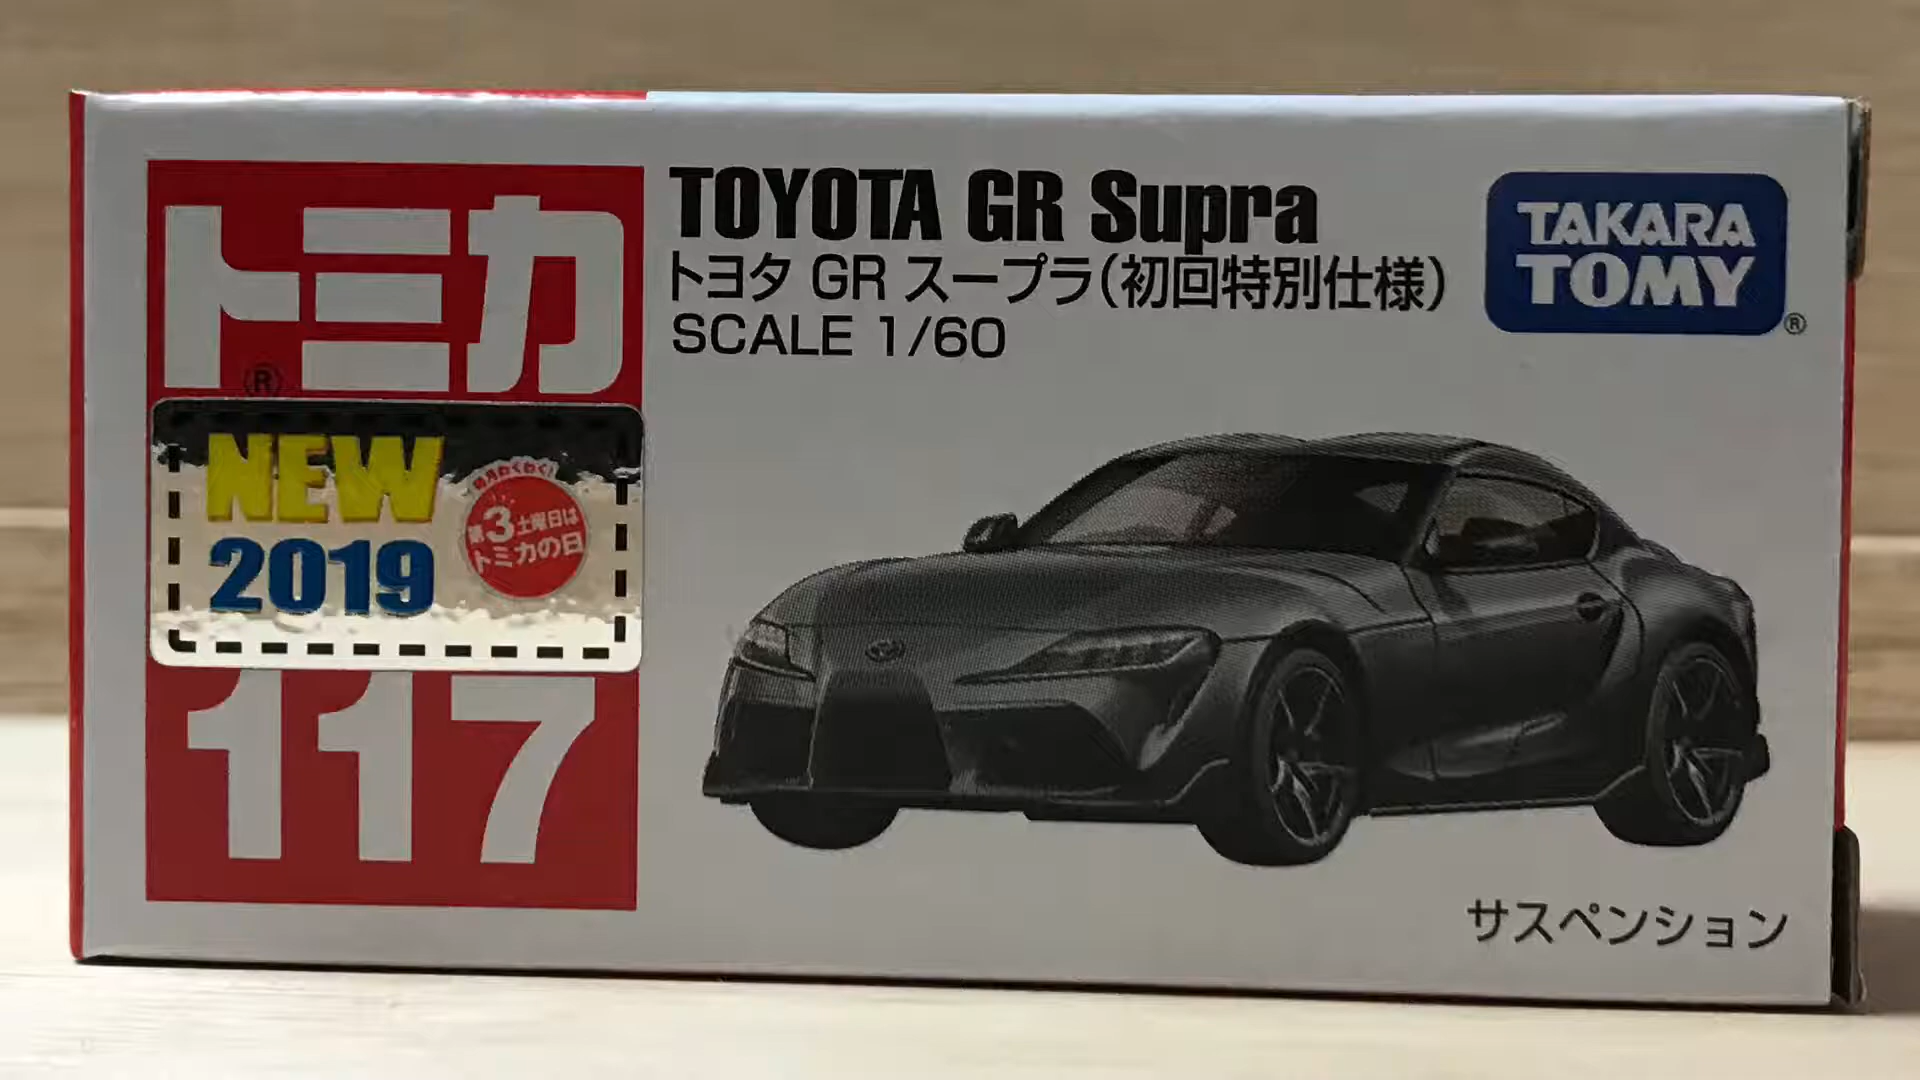 トミカ
®
NEW
2019
毎月わくわく!
第3土曜日は
トミカの日
117
TOYOTA GR Supra
トヨタ GR スープラ(初回特別仕様)
SCALE 1/60
TAKARA
TOMY
®
サスペンション